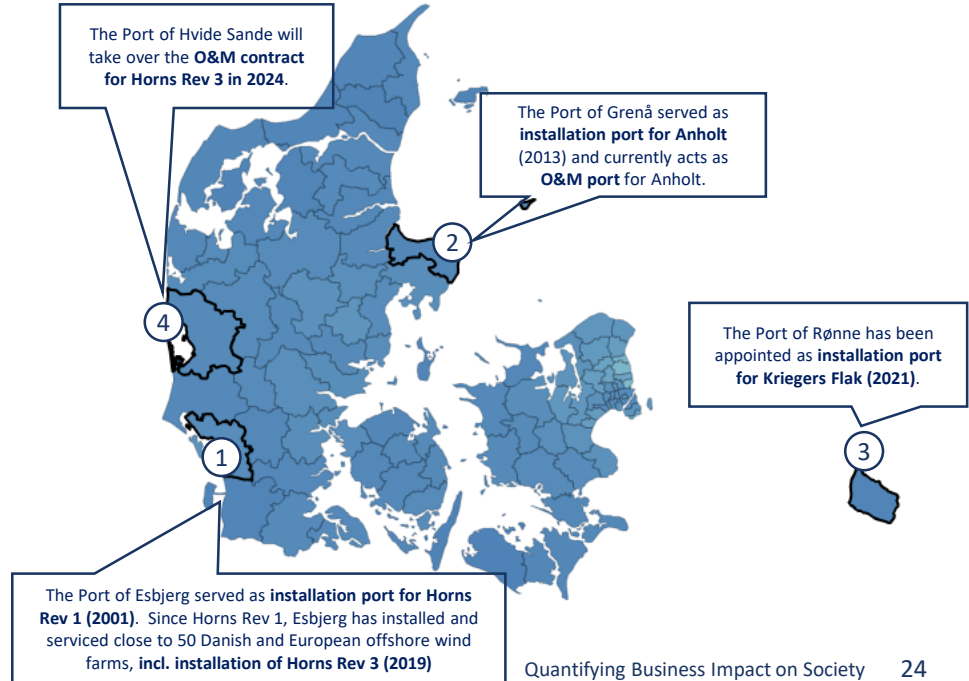 The Port of Hvide Sande will
take over the O&M contract
for Horns Rev 3 in 2024.
The Port of Grenå served as
installation port for Anholt
(2013) and currently acts as
O&M port for Anholt.
2
4
The Port of Rønne has been
appointed as installation port
for Kriegers Flak (2021).
3
1
The Port of Esbjerg served as installation port for Horns
Rev 1 (2001).  Since Horns Rev 1, Esbjerg has installed and
serviced close to 50 Danish and European offshore wind
farms, incl. installation of Horns Rev 3 (2019)
Quantifying Business Impact on Society 24